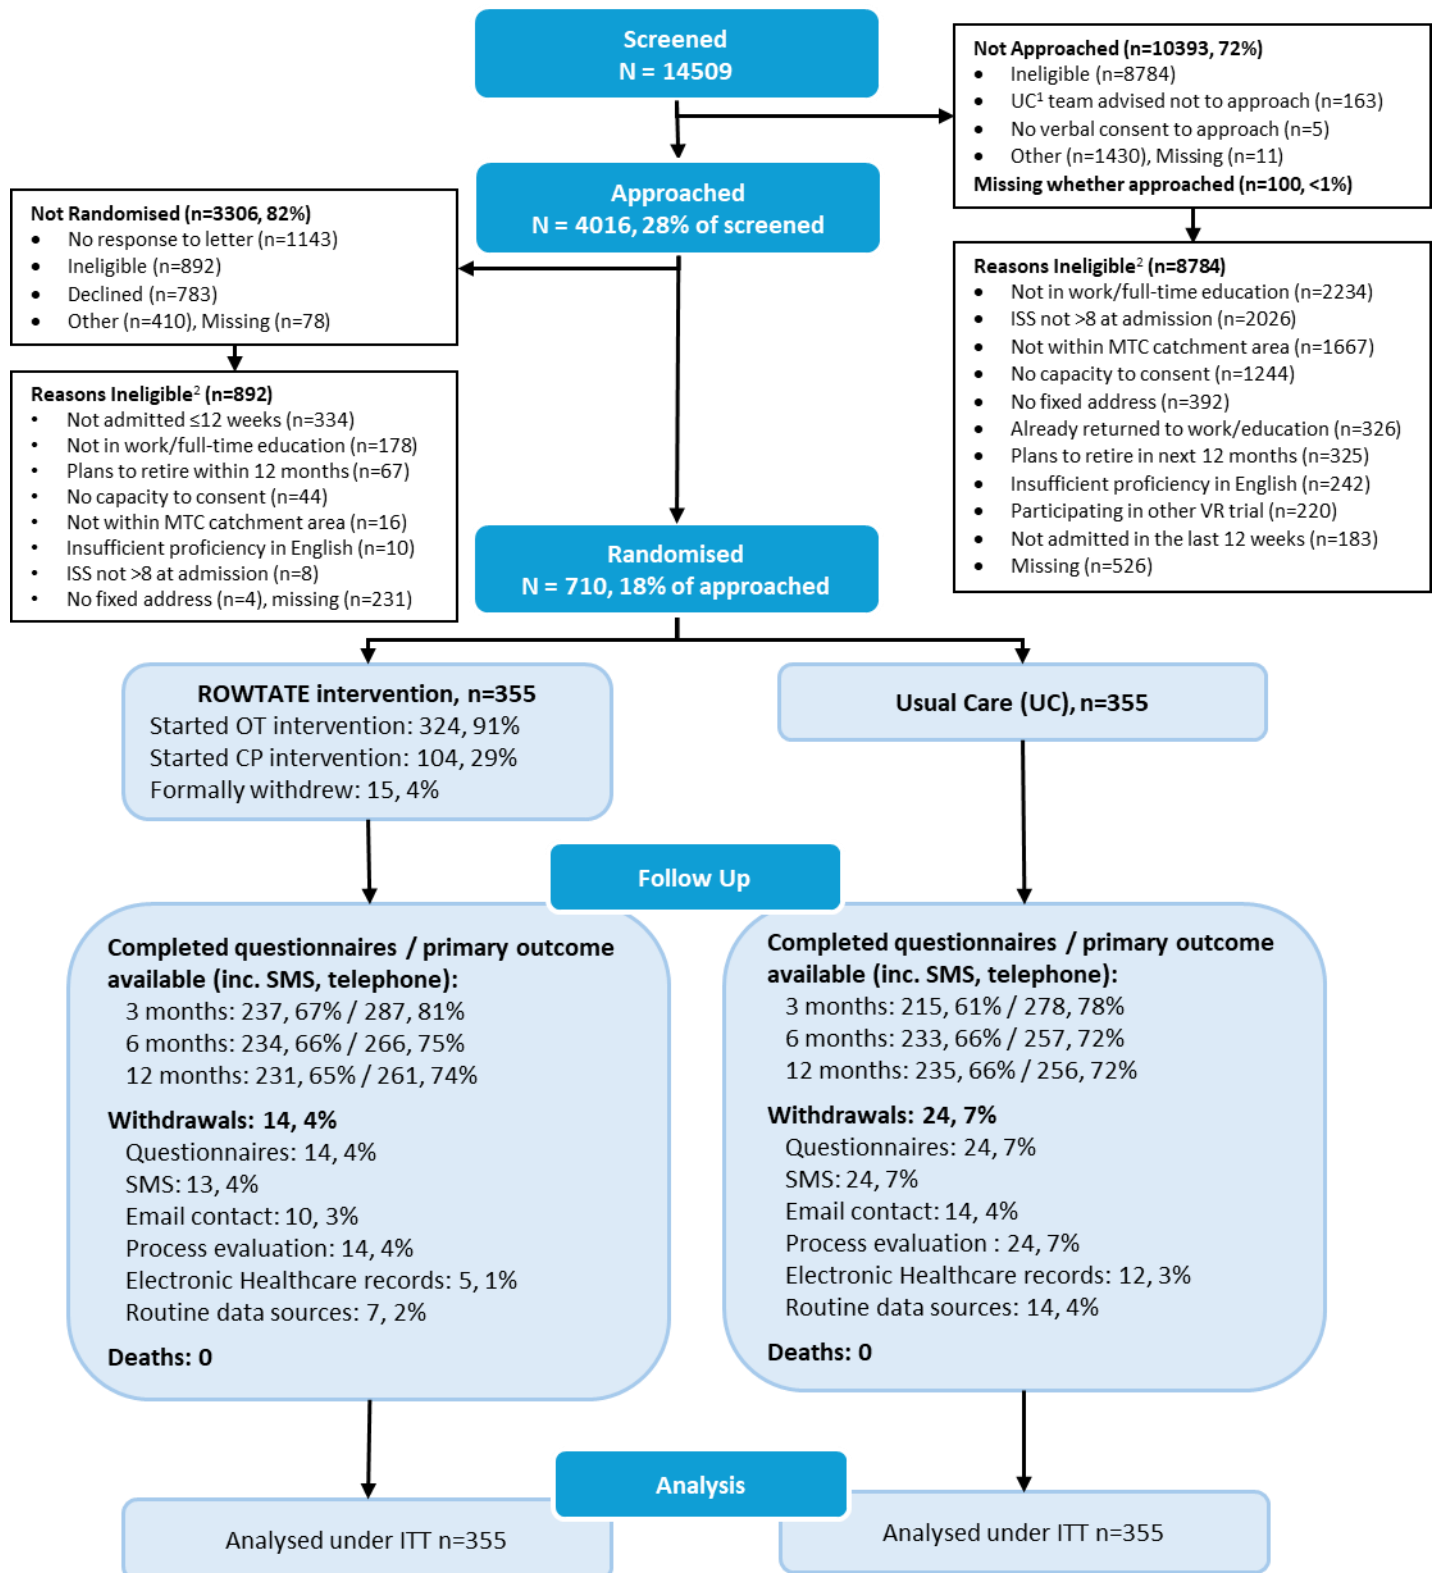 Screened
N = 14509
Not Approached (n=10393, 72%)
• Ineligible (n=8784)
• UC¹ team advised not to approach (n=163)
• No verbal consent to approach (n=5)
• Other (n=1430), Missing (n=11)
Missing whether approached (n=100, <1%)
Approached
N = 4016, 28% of screened
Not Randomised (n=3306, 82%)
• No response to letter (n=1143)
• Ineligible (n=892)
• Declined (n=783)
• Other (n=410), Missing (n=78)
Reasons Ineligible² (n=8784)
• Not in work/full-time education (n=2234)
• ISS not >8 at admission (n=2026)
• Not within MTC catchment area (n=1667)
• No capacity to consent (n=1244)
• No fixed address (n=392)
• Already returned to work/education (n=326)
• Plans to retire in next 12 months (n=325)
• Insufficient proficiency in English (n=242)
• Participating in other VR trial (n=220)
• Not admitted in the last 12 weeks (n=183)
• Missing (n=526)
Reasons Ineligible² (n=892)
• Not admitted ≤12 weeks (n=334)
• Not in work/full-time education (n=178)
• Plans to retire within 12 months (n=67)
• No capacity to consent (n=44)
• Not within MTC catchment area (n=16)
• Insufficient proficiency in English (n=10)
• ISS not >8 at admission (n=8)
• No fixed address (n=4), missing (n=231)
Randomised
N = 710, 18% of approached
ROWTATE intervention, n=355
Started OT intervention: 324, 91%
Started CP intervention: 104, 29%
Formally withdrew: 15, 4%
Usual Care (UC), n=355
Follow Up
Completed questionnaires / primary outcome
available (inc. SMS, telephone):
3 months: 237, 67% / 287, 81%
6 months: 234, 66% / 266, 75%
12 months: 231, 65% / 261, 74%
Withdrawals: 14, 4%
Questionnaires: 14, 4%
SMS: 13, 4%
Email contact: 10, 3%
Process evaluation: 14, 4%
Electronic Healthcare records: 5, 1%
Routine data sources: 7, 2%
Deaths: 0
Completed questionnaires / primary outcome
available (inc. SMS, telephone):
3 months: 215, 61% / 278, 78%
6 months: 233, 66% / 257, 72%
12 months: 235, 66% / 256, 72%
Withdrawals: 24, 7%
Questionnaires: 24, 7%
SMS: 24, 7%
Email contact: 14, 4%
Process evaluation : 24, 7%
Electronic Healthcare records: 12, 3%
Routine data sources: 14, 4%
Deaths: 0
Analysis
Analysed under ITT n=355
Analysed under ITT n=355